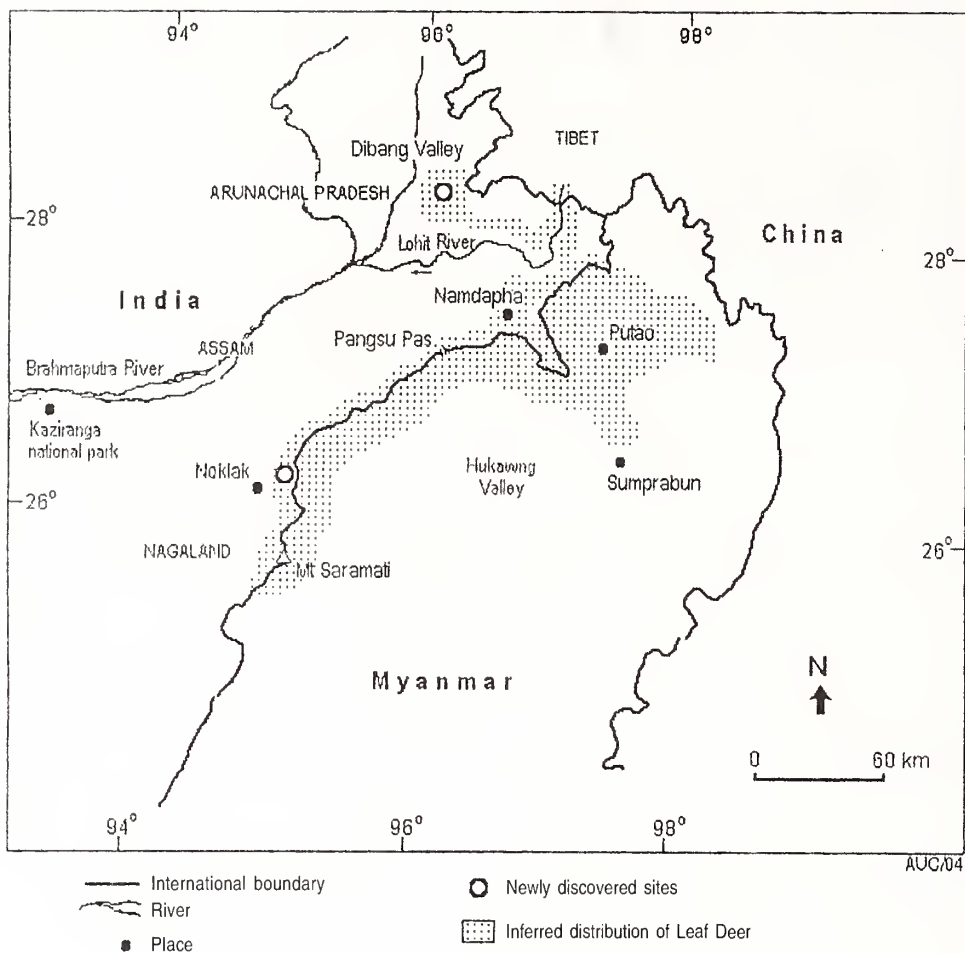 94° 96° 98°
TIBET
Dibang Valley
ARUNACHAL PRADESH
28°
China
Lohit River
28°
India
Namdapha
Pangsu Pas.
Putao
ASSAM
Brahmaputra River
Kaziranga
national park
Noklak
Hukawng
Valley
Sumprabun
26°
26°
NAGALAND
Mt Saramati
Myanmar
N
0 60 km
94° 96° 98°
AUG/04
International boundary
River
Place
Newly discovered sites
Inferred distribution of Leaf Deer